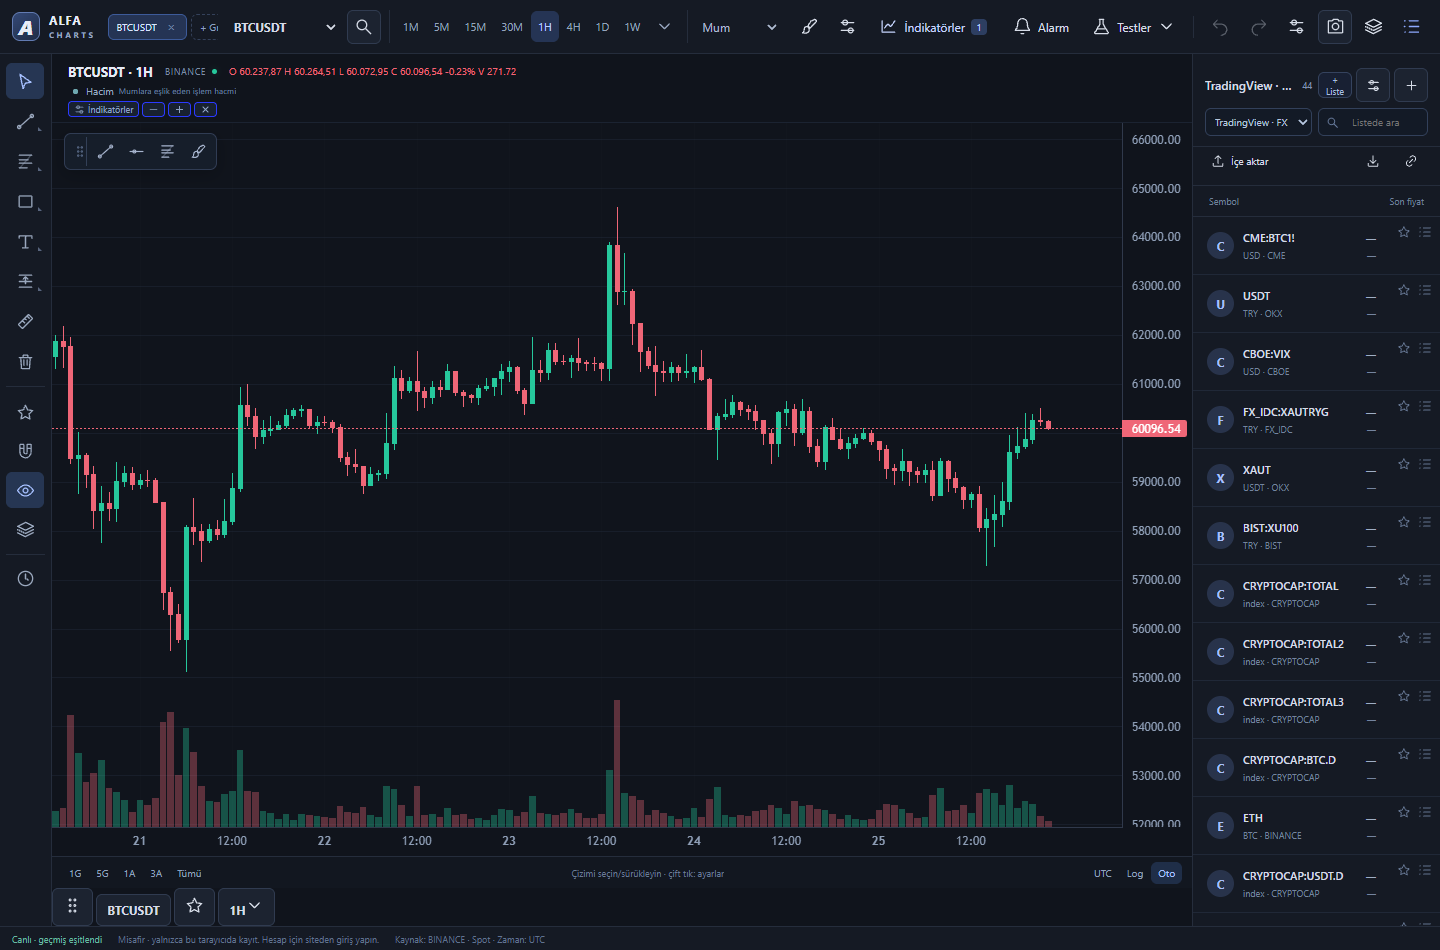 ALFA
CHARTS
BTCUSDT ×
BTCUSDT
1M 5M 15M 30M 1H 4H 1D 1W
Mum
İndikatörler 1
Alarm
Testler
BTCUSDT · 1H BINANCE O 60.237,87 H 60.264,51 L 60.072,95 C 60.096,54 -0.23% V 271.72
Hacim Mumlara eşlik eden işlem hacmi
İndikatörler − + ×
66000.00
65000.00
64000.00
63000.00
62000.00
61000.00
60096.54
59000.00
58000.00
57000.00
56000.00
55000.00
54000.00
53000.00
52000.00
21 12:00 22 12:00 23 12:00 24 12:00 25 12:00
1G 5G 1A 3A Tümü
Çizimi seçin/sürükleyin · çift tık: ayarlar
UTC Log Oto
BTCUSDT 1H
Canlı · geçmiş eşitlendi Misafir · yalnızca bu tarayıcıda kayıt. Hesap için siteden giriş yapın. Kaynak: BINANCE · Spot · Zaman: UTC
TradingView · ... 44 + Liste +
TradingView · FX Listede ara
İçe aktar
Sembol Son fiyat
C CME:BTC1! —
USD · CME —
U USDT —
TRY · OKX —
C CBOE:VIX —
USD · CBOE —
F FX_IDC:XAUTRYG —
TRY · FX_IDC —
X XAUT —
USDT · OKX —
B BIST:XU100 —
TRY · BIST —
C CRYPTOCAP:TOTAL —
index · CRYPTOCAP —
C CRYPTOCAP:TOTAL2 —
index · CRYPTOCAP —
C CRYPTOCAP:TOTAL3 —
index · CRYPTOCAP —
C CRYPTOCAP:BTC.D —
index · CRYPTOCAP —
E ETH —
BTC · BINANCE —
C CRYPTOCAP:USDT.D —
index · CRYPTOCAP —